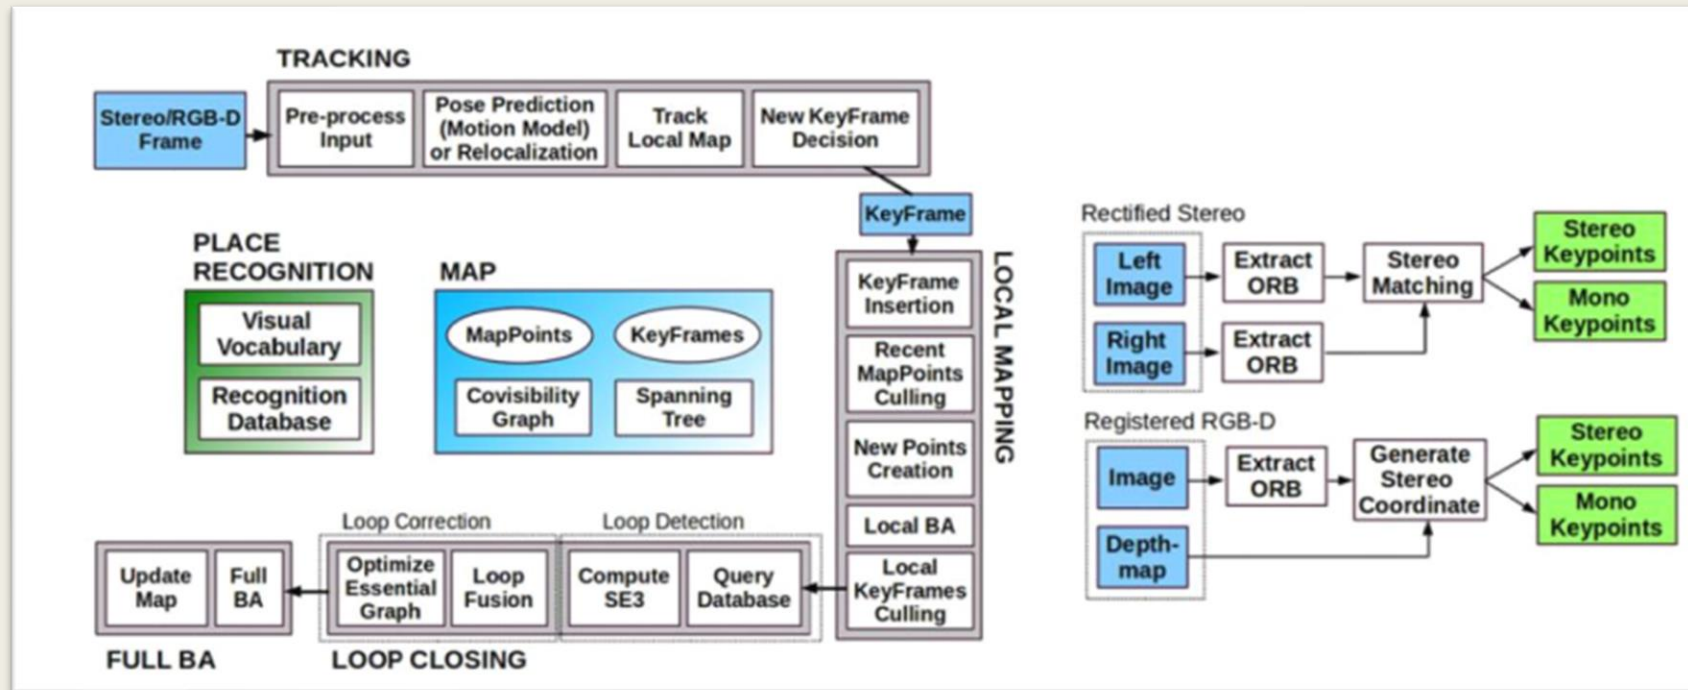 TRACKING
Stereo/RGB-D
Frame
Pre-process
Input
Pose Prediction
(Motion Model)
or Relocalization
Track
Local Map
New KeyFrame
Decision
KeyFrame
PLACE
RECOGNITION
Visual
Vocabulary
Recognition
Database
MAP
MapPoints
KeyFrames
Covisibility
Graph
Spanning
Tree
LOCAL MAPPING
KeyFrame
Insertion
Recent
MapPoints
Culling
New Points
Creation
Local BA
Local
KeyFrames
Culling
Loop Correction
Loop Detection
Update
Map
Full
BA
Optimize
Essential
Graph
Loop
Fusion
Compute
SE3
Query
Database
FULL BA
LOOP CLOSING
Rectified Stereo
Left
Image
Extract
ORB
Stereo
Matching
Stereo
Keypoints
Mono
Keypoints
Right
Image
Extract
ORB
Registered RGB-D
Image
Extract
ORB
Generate
Stereo
Coordinate
Stereo
Keypoints
Mono
Keypoints
Depth-
map